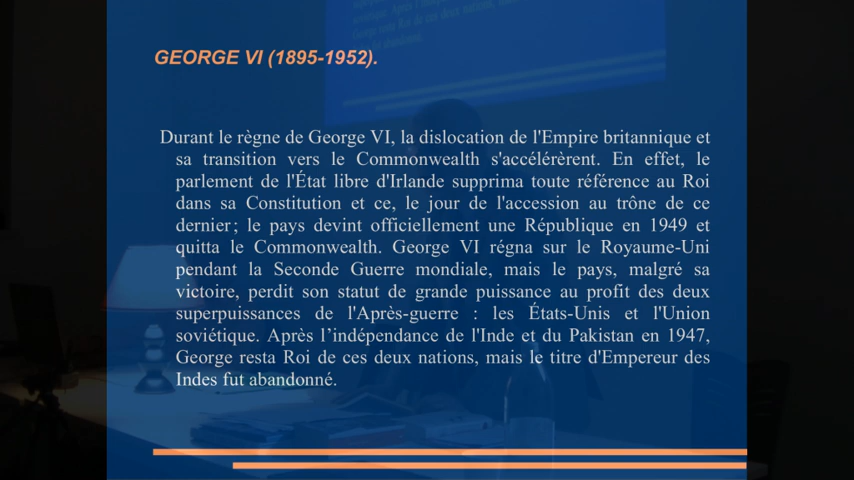 GEORGE VI (1895-1952).
Durant le règne de George VI, la dislocation de l'Empire britannique et
sa transition vers le Commonwealth s'accélérèrent. En effet, le
parlement de l'État libre d'Irlande supprima toute référence au Roi
dans sa Constitution et ce, le jour de l'accession au trône de ce
dernier; le pays devint officiellement une République en 1949 et
quitta le Commonwealth. George VI régna sur le Royaume-Uni
pendant la Seconde Guerre mondiale, mais le pays, malgré sa
victoire, perdit son statut de grande puissance au profit des deux
superpuissances de l'Après-guerre : les États-Unis et l'Union
soviétique. Après l’indépendance de l'Inde et du Pakistan en 1947,
George resta Roi de ces deux nations, mais le titre d'Empereur des
Indes fut abandonné.